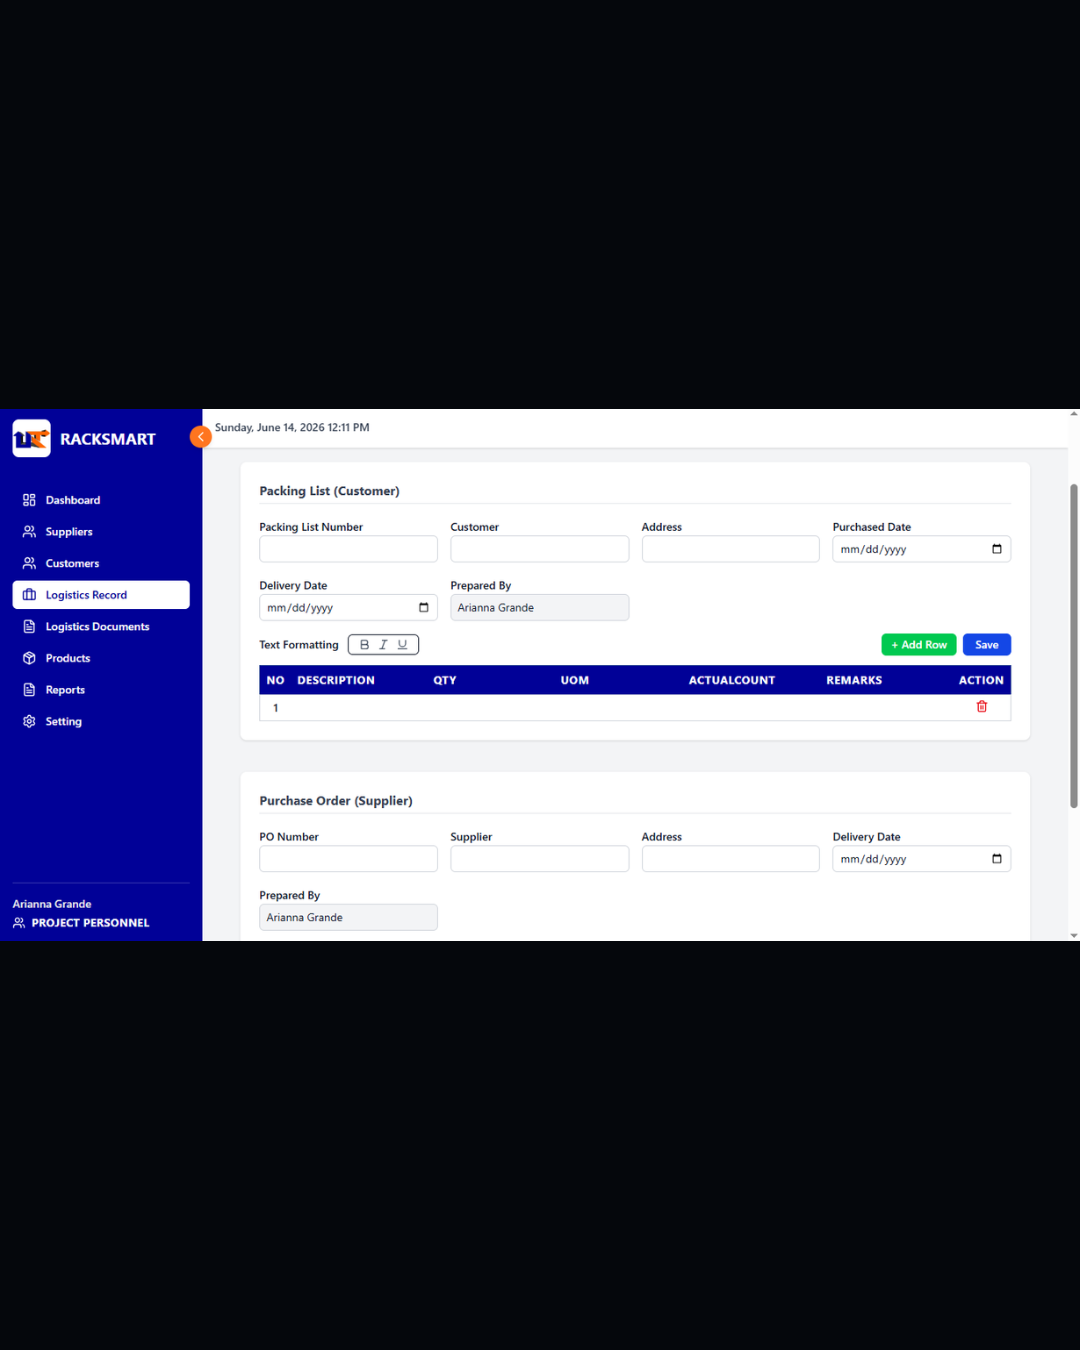 RACKSMART
Sunday, June 14, 2026 12:11 PM
Dashboard
Suppliers
Customers
Logistics Record
Logistics Documents
Products
Reports
Setting
Arianna Grande
PROJECT PERSONNEL
Packing List (Customer)
Packing List Number Customer Address Purchased Date
mm/dd/yyyy
Delivery Date Prepared By
mm/dd/yyyy Arianna Grande
Text Formatting B I U + Add Row Save
NO DESCRIPTION QTY UOM ACTUALCOUNT REMARKS ACTION
1
Purchase Order (Supplier)
PO Number Supplier Address Delivery Date
mm/dd/yyyy
Prepared By
Arianna Grande